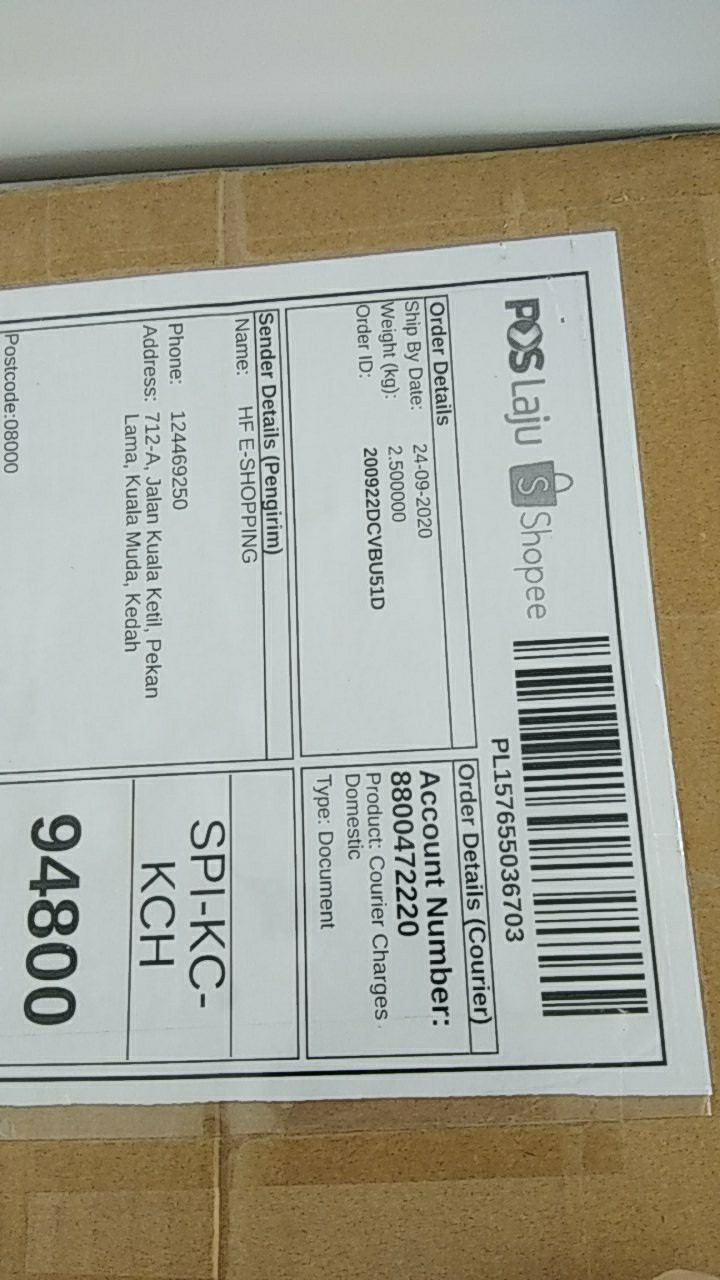 POS Laju Shopee
PL157655036703
Order Details
Ship By Date: 24-09-2020
Weight (kg): 2.500000
Order ID: 200922DCVBU51D
Order Details (Courier)
Account Number:
8800472220
Product: Courier Charges -
Domestic
Type: Document
Sender Details (Pengirim)
Name: HF E-SHOPPING
Phone: 124469250
Address: 712-A, Jalan Kuala Ketil, Pekan
Lama, Kuala Muda, Kedah
Postcode:08000
SPI-KC-
KCH
94800